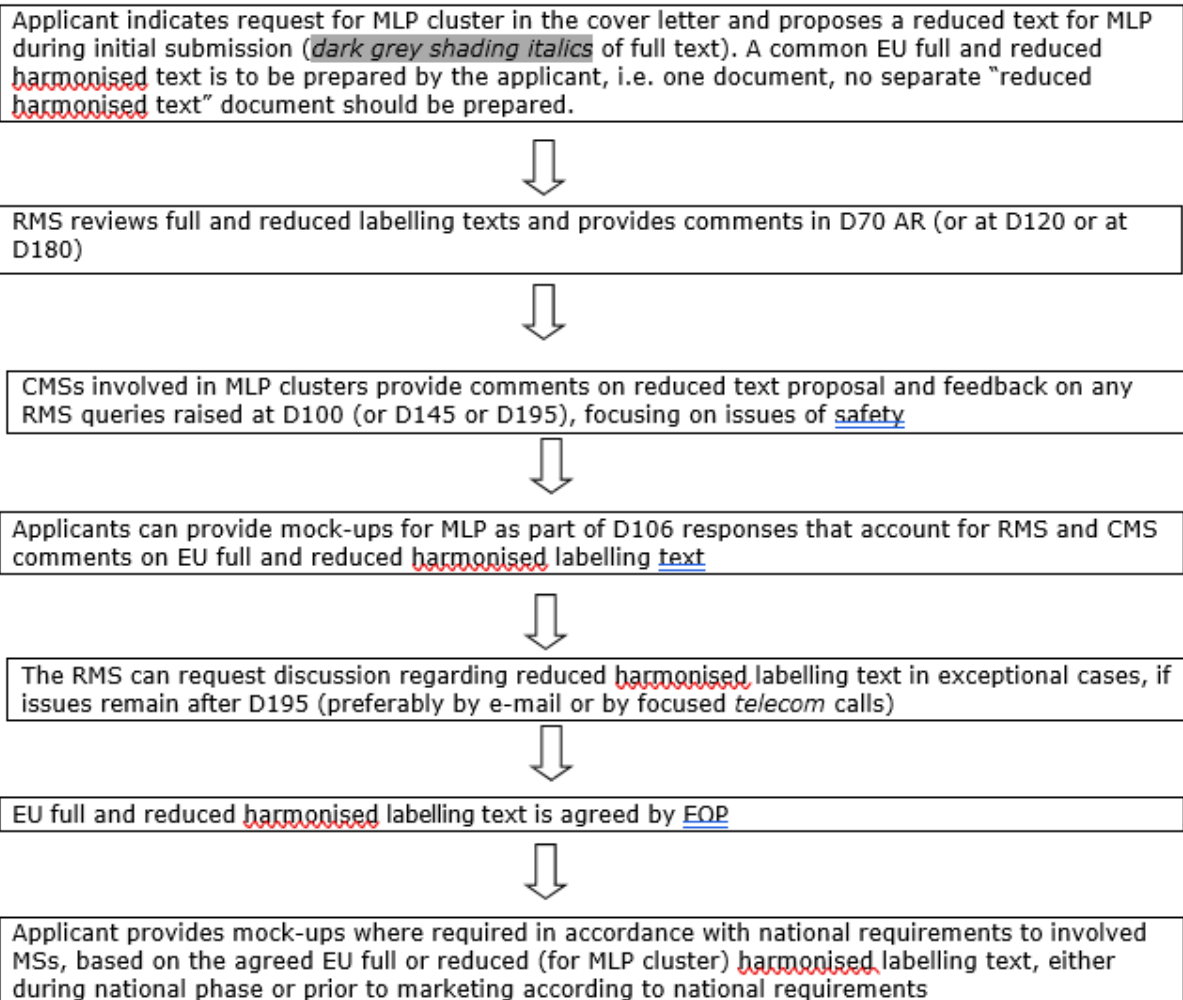 Applicant indicates request for MLP cluster in the cover letter and proposes a reduced text for MLP
during initial submission (dark grey shading italics of full text). A common EU full and reduced
harmonised text is to be prepared by the applicant, i.e. one document, no separate “reduced
harmonised text” document should be prepared.
RMS reviews full and reduced labelling texts and provides comments in D70 AR (or at D120 or at
D180)
CMSs involved in MLP clusters provide comments on reduced text proposal and feedback on any
RMS queries raised at D100 (or D145 or D195), focusing on issues of safety
Applicants can provide mock-ups for MLP as part of D106 responses that account for RMS and CMS
comments on EU full and reduced harmonised labelling text
The RMS can request discussion regarding reduced harmonised labelling text in exceptional cases, if
issues remain after D195 (preferably by e-mail or by focused telecom calls)
EU full and reduced harmonised labelling text is agreed by EOP
Applicant provides mock-ups where required in accordance with national requirements to involved
MSs, based on the agreed EU full or reduced (for MLP cluster) harmonised labelling text, either
during national phase or prior to marketing according to national requirements